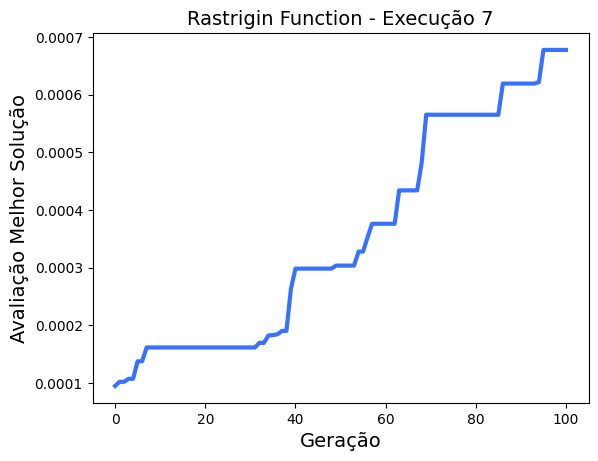 Rastrigin Function - Execução 7
0.0007
0.0006
0.0005
0.0004
0.0003
0.0002
0.0001
Avaliação Melhor Solução
0 20 40 60 80 100
Geração